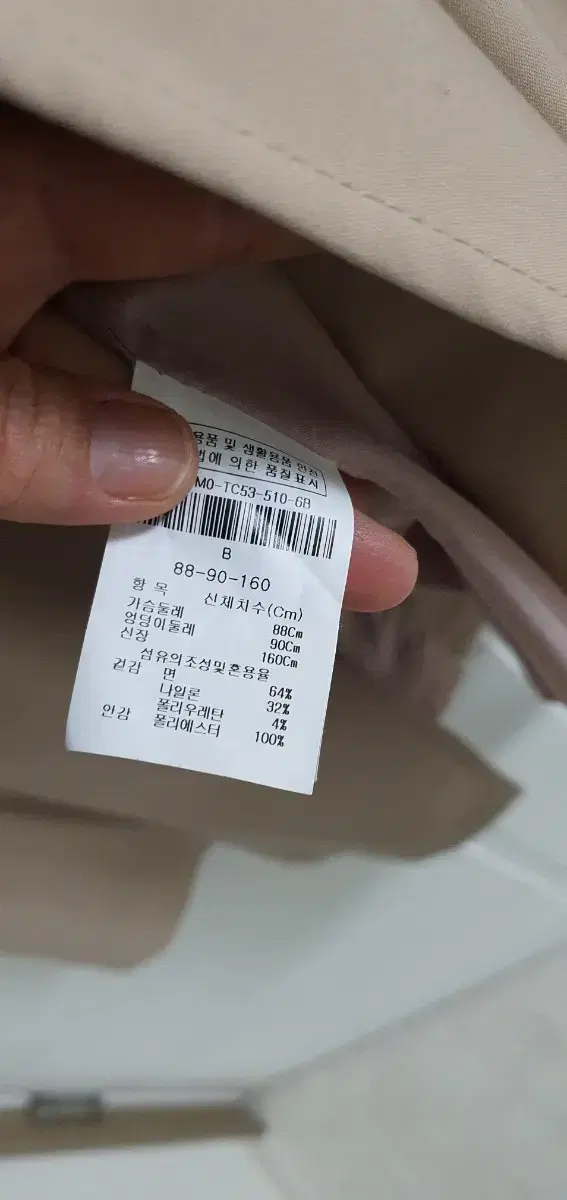 용품 및 생활용품 안전
법에 의한 품질표시
MO-TC53-510-6B
B
88-90-160
항 목 신체치수(Cm)
가슴둘레 88Cm
엉덩이둘레 90Cm
신장 160Cm
섬유의조성및혼용율
겉감 면 64%
나일론 32%
폴리우레탄 4%
안감 폴리에스터 100%